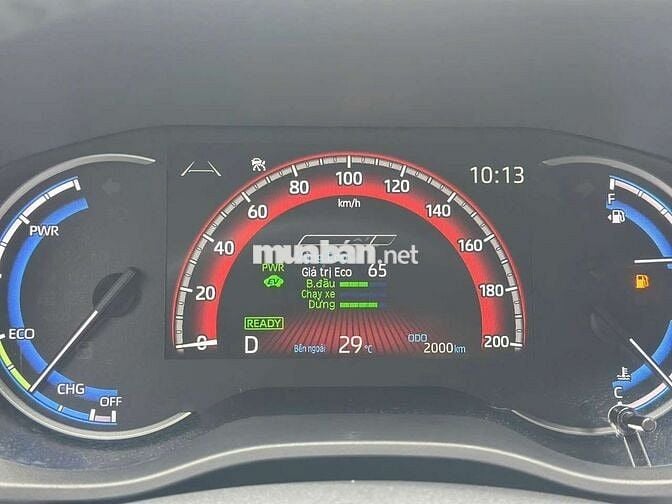 10:13
0 20 40 60 80 100 120 140 160 180 200
km/h
PWR
ECO
CHG
OFF
F
C
muaban.net
PWR
EV
Giá trị Eco 65
B.đầu
Chạy xe
Dừng
READY
D
Bên ngoài 29°C
ODO
2000 km